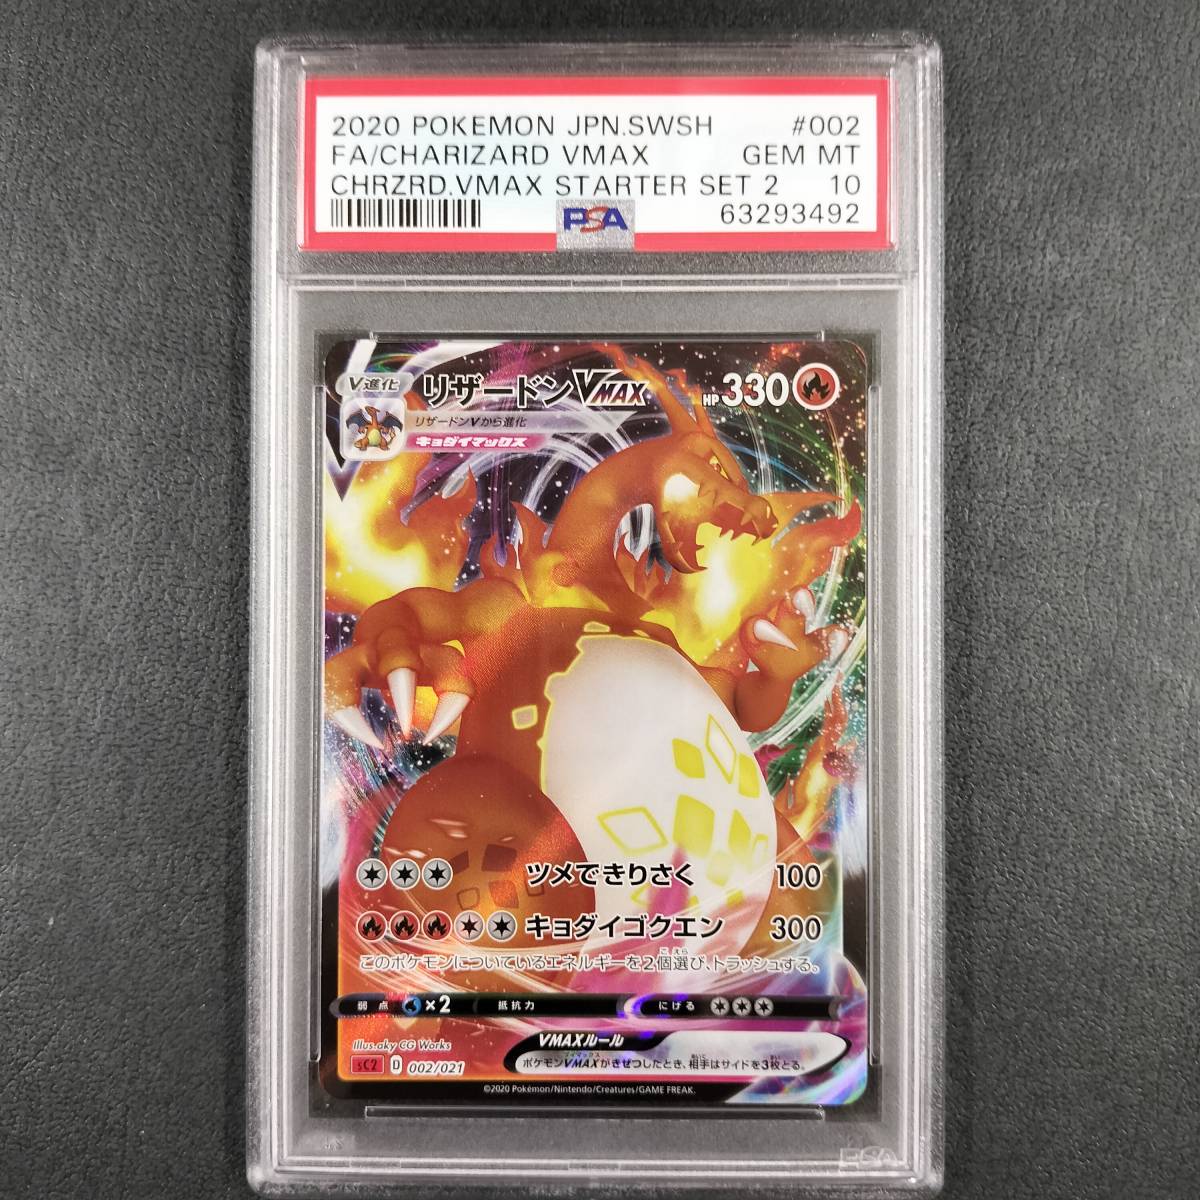 2020 POKEMON JPN.SWSH #002
FA/CHARIZARD VMAX GEM MT
CHRZRD.VMAX STARTER SET 2 10
PSA 63293492
V進化 リザードンVMAX HP 330
リザードンVから進化
キョダイマックス
ツメできりさく 100
キョダイゴクエン 300
このポケモンについているエネルギーを2個選び、トラッシュする。
弱点 ×2 抵抗力 にげる
VMAXルール
ポケモンVMAXがきぜつしたとき、相手はサイドを3枚とる。
Illus.aky CG Works
sC2 D 002/021
©2020 Pokémon/Nintendo/Creatures/GAME FREAK.
PSA